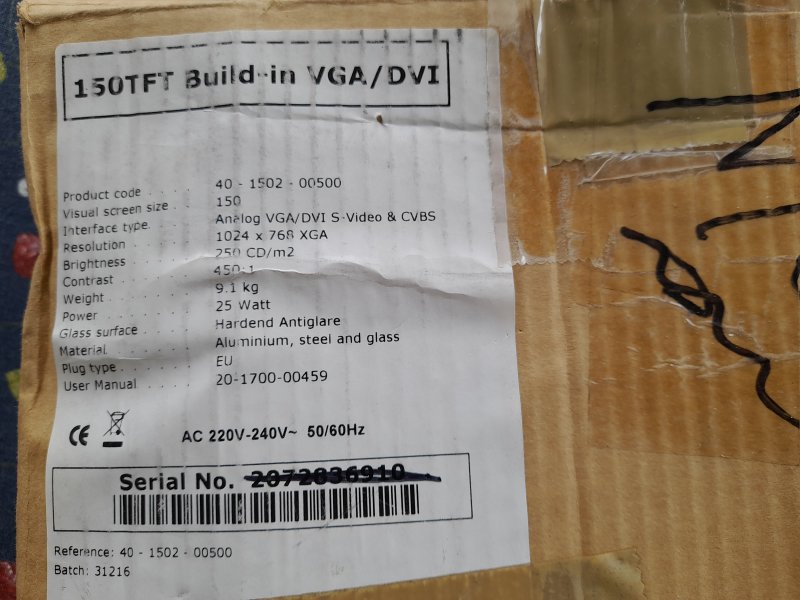 150TFT Build-in VGA/DVI
Product code . . . . . 40 - 1502 - 00500
Visual screen size . . 150
Interface type. . . . . Analog VGA/DVI S-Video & CVBS
Resolution . . . . . . 1024 x 768 XGA
Brightness . . . . . . 250 CD/m2
Contrast . . . . . . . 450:1
Weight . . . . . . . . 9.1 kg
Power . . . . . . . . 25 Watt
Glass surface . . . . Hardend Antiglare
Material. . . . . . . . Aluminium, steel and glass
Plug type . . . . . . . EU
User Manual . . . . . 20-1700-00459
CE AC 220V-240V~ 50/60Hz
Serial No. 2072836910
Reference: 40 - 1502 - 00500
Batch: 31216